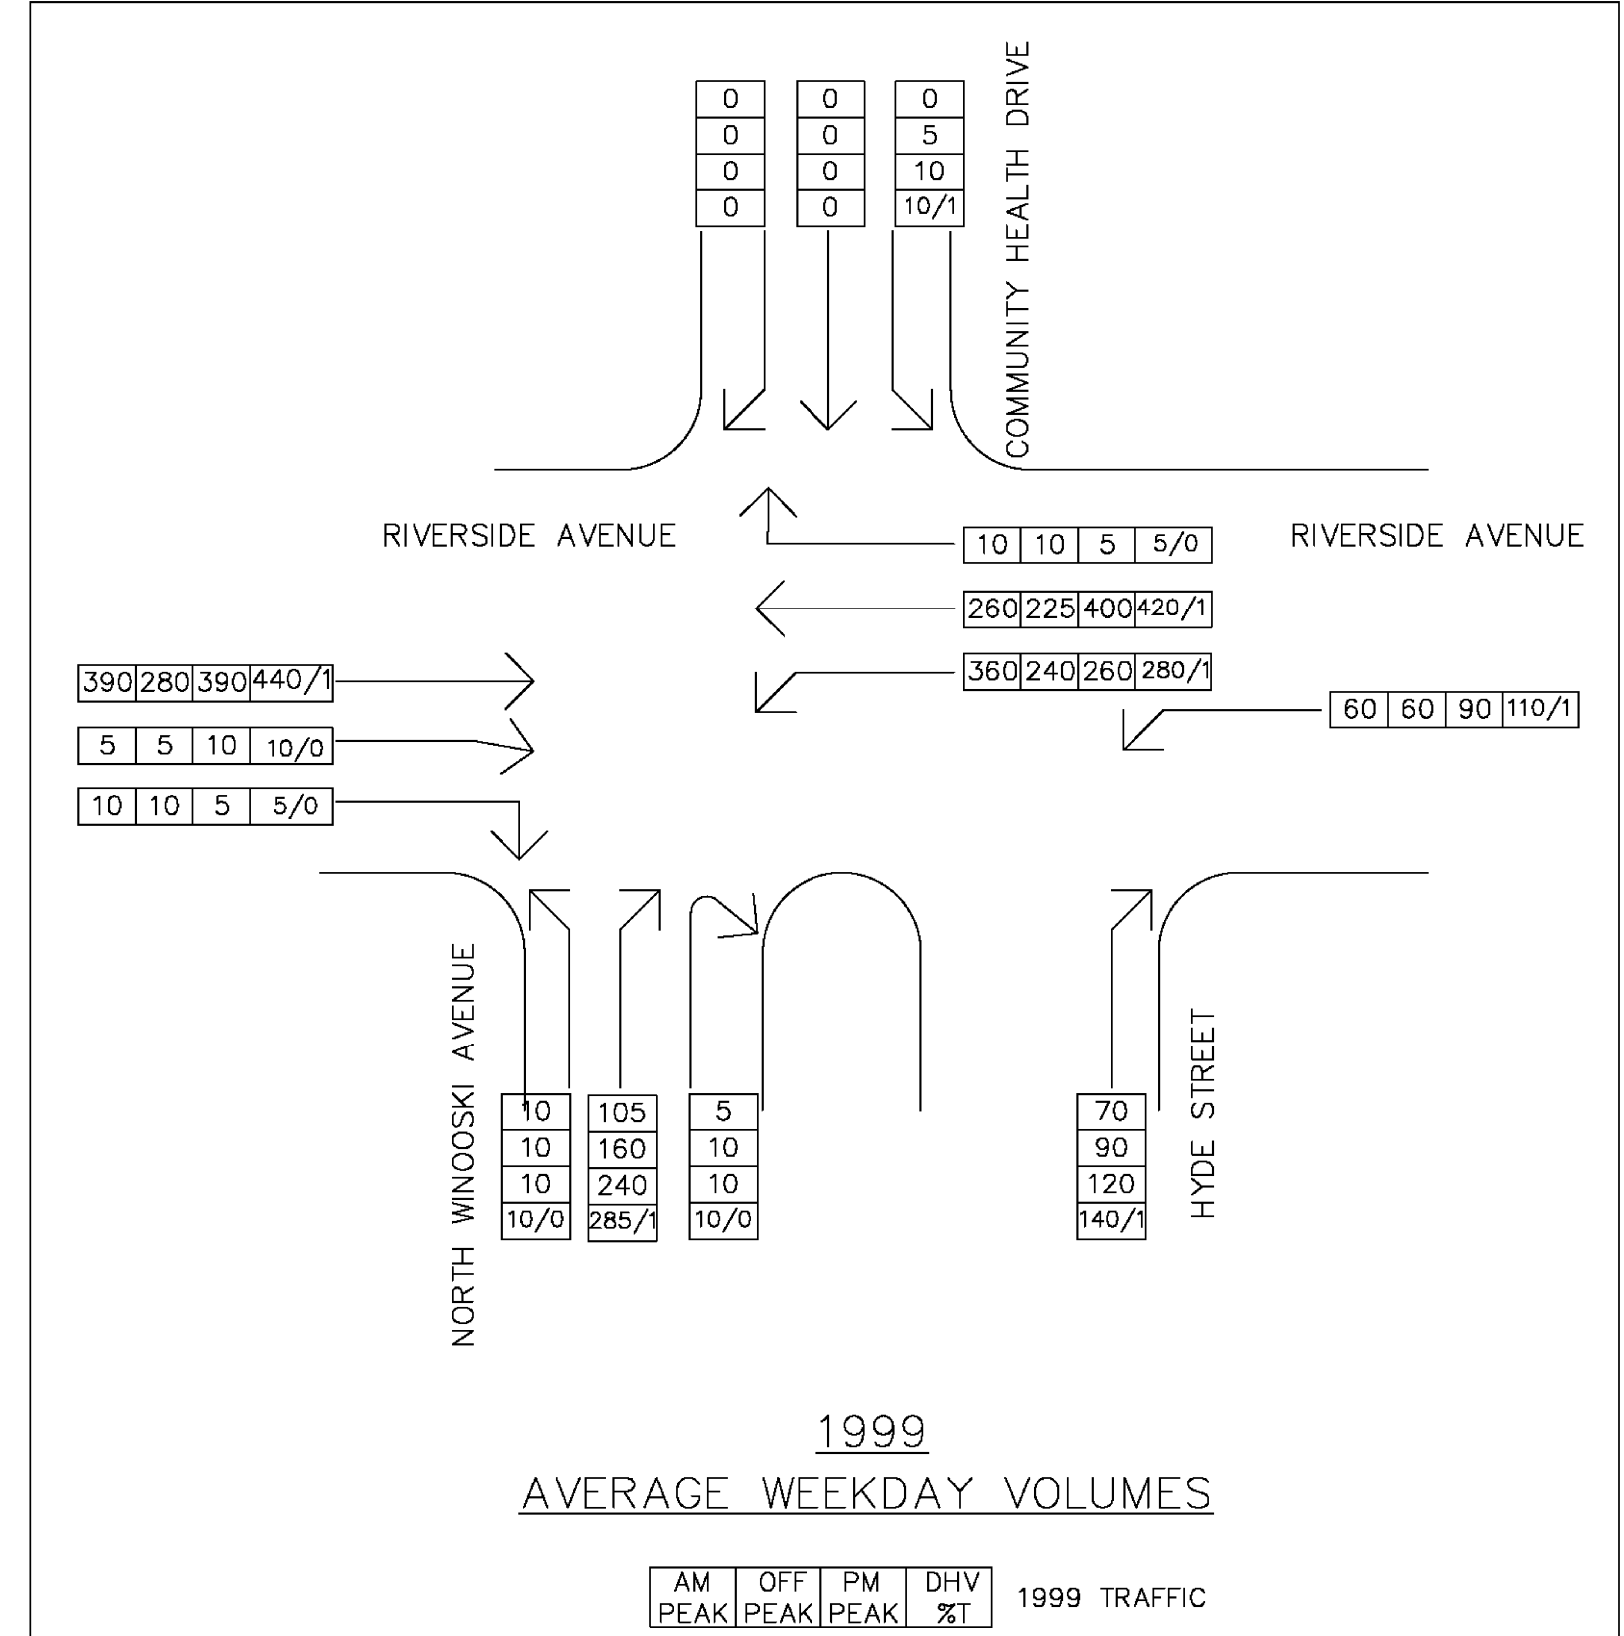 0 0 0
0 0 5
0 0 10
0 0 10/1
COMMUNITY HEALTH DRIVE
RIVERSIDE AVENUE
10 10 5 5/0
RIVERSIDE AVENUE
260 225 400 420/1
390 280 390 440/1
360 240 260 280/1
60 60 90 110/1
5 5 10 10/0
10 10 5 5/0
NORTH WINOOSKI AVENUE
10 105 5 70
10 160 10 90
10 240 10 120
10/0 285/1 10/0 140/1
HYDE STREET
1999
AVERAGE WEEKDAY VOLUMES
AM OFF PM DHV
PEAK PEAK PEAK %T
1999 TRAFFIC